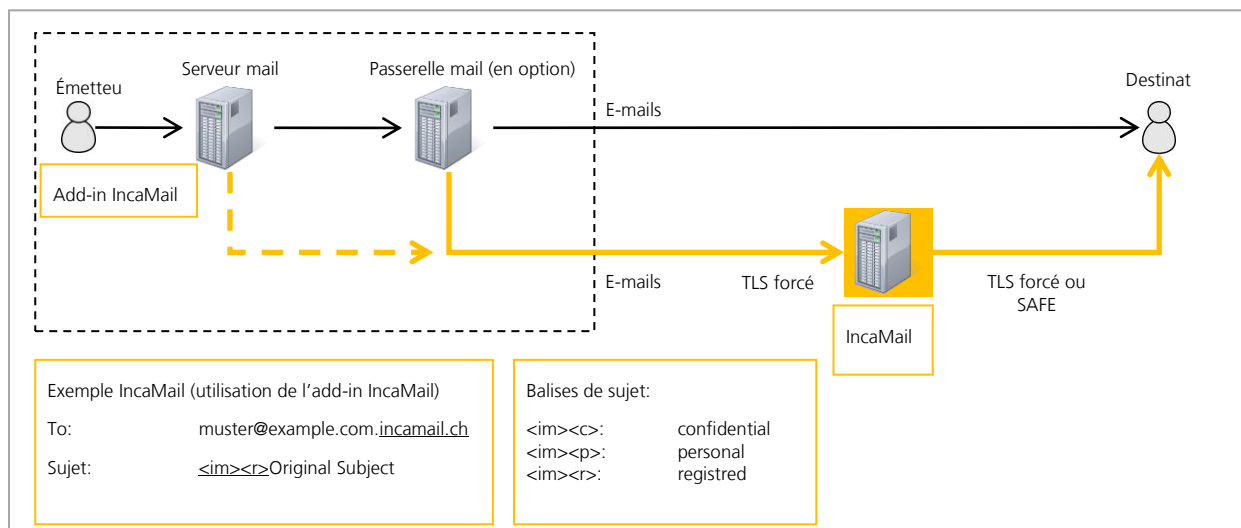 Serveur mail
Passerelle mail (en option)
Émetteu
Destinat
E-mails
Add-in IncaMail
E-mails
TLS forcé
TLS forcé ou
SAFE
IncaMail
Exemple IncaMail (utilisation de l’add-in IncaMail)
To: muster@example.com.incamail.ch
Sujet: <im><r>Original Subject
Balises de sujet:
<im><c>: confidential
<im><p>: personal
<im><r>: registred